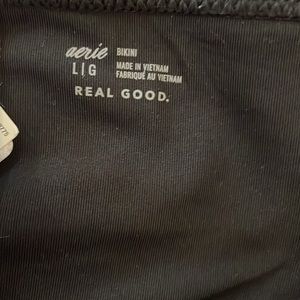 aerie BIKINI
L|G MADE IN VIETNAM
FABRIQUÉ AU VIETNAM
REAL GOOD.